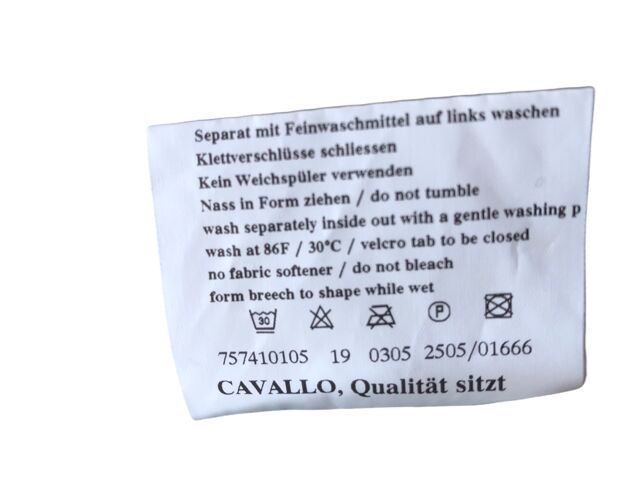 Separat mit Feinwaschmittel auf links waschen
Klettverschlüsse schliessen
Kein Weichspüler verwenden
Nass in Form ziehen / do not tumble
wash separately inside out with a gentle washing p
wash at 86F / 30°C / velcro tab to be closed
no fabric softener / do not bleach
form breech to shape while wet
30 P
757410105 19 0305 2505/01666
CAVALLO, Qualität sitzt